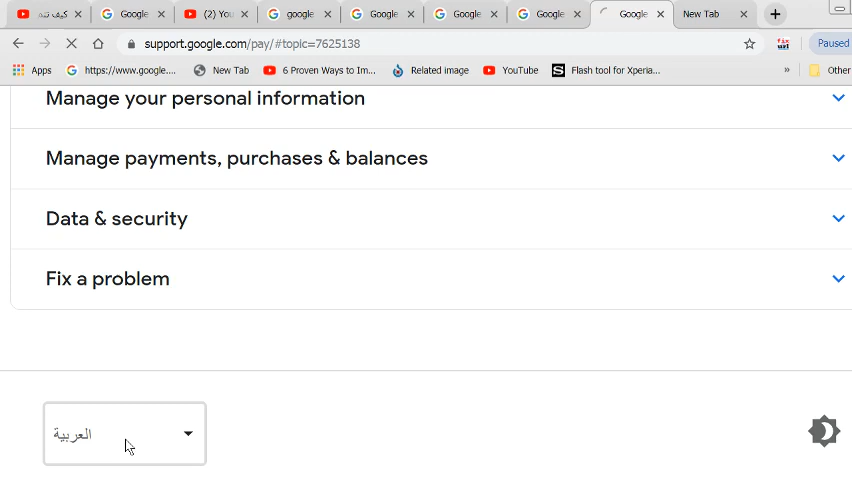 كيف تتم
Google
(2) You
google
Google
Google
Google
Google
New Tab
support.google.com/pay/#topic=7625138
Paused
Apps
https://www.google....
New Tab
6 Proven Ways to Im...
Related image
YouTube
S
Flash tool for Xperia...
»
Other
Manage your personal information
Manage payments, purchases & balances
Data & security
Fix a problem
العربية